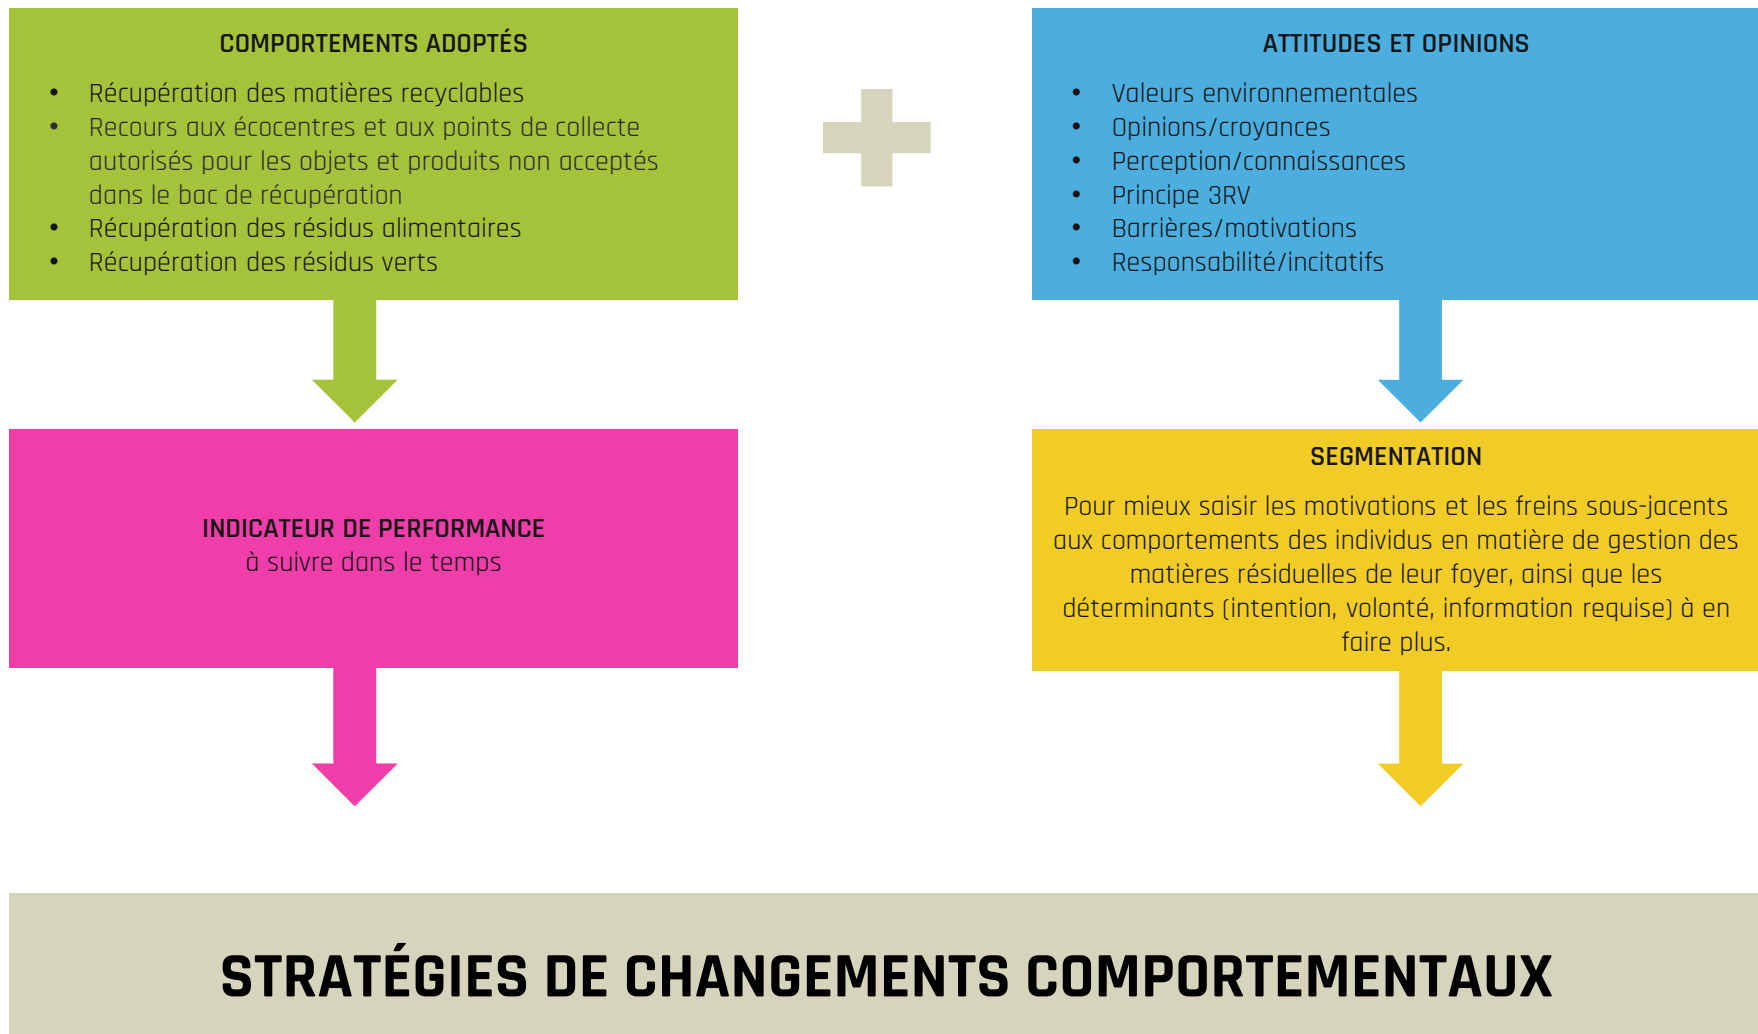 COMPORTEMENTS ADOPTÉS
• Récupération des matières recyclables
• Recours aux écocentres et aux points de collecte
autorisés pour les objets et produits non acceptés
dans le bac de récupération
• Récupération des résidus alimentaires
• Récupération des résidus verts
ATTITUDES ET OPINIONS
• Valeurs environnementales
• Opinions/croyances
• Perception/connaissances
• Principe 3RV
• Barrières/motivations
• Responsabilité/incitatifs
INDICATEUR DE PERFORMANCE
à suivre dans le temps
SEGMENTATION
Pour mieux saisir les motivations et les freins sous-jacents
aux comportements des individus en matière de gestion des
matières résiduelles de leur foyer, ainsi que les
déterminants (intention, volonté, information requise) à en
faire plus.
STRATÉGIES DE CHANGEMENTS COMPORTEMENTAUX